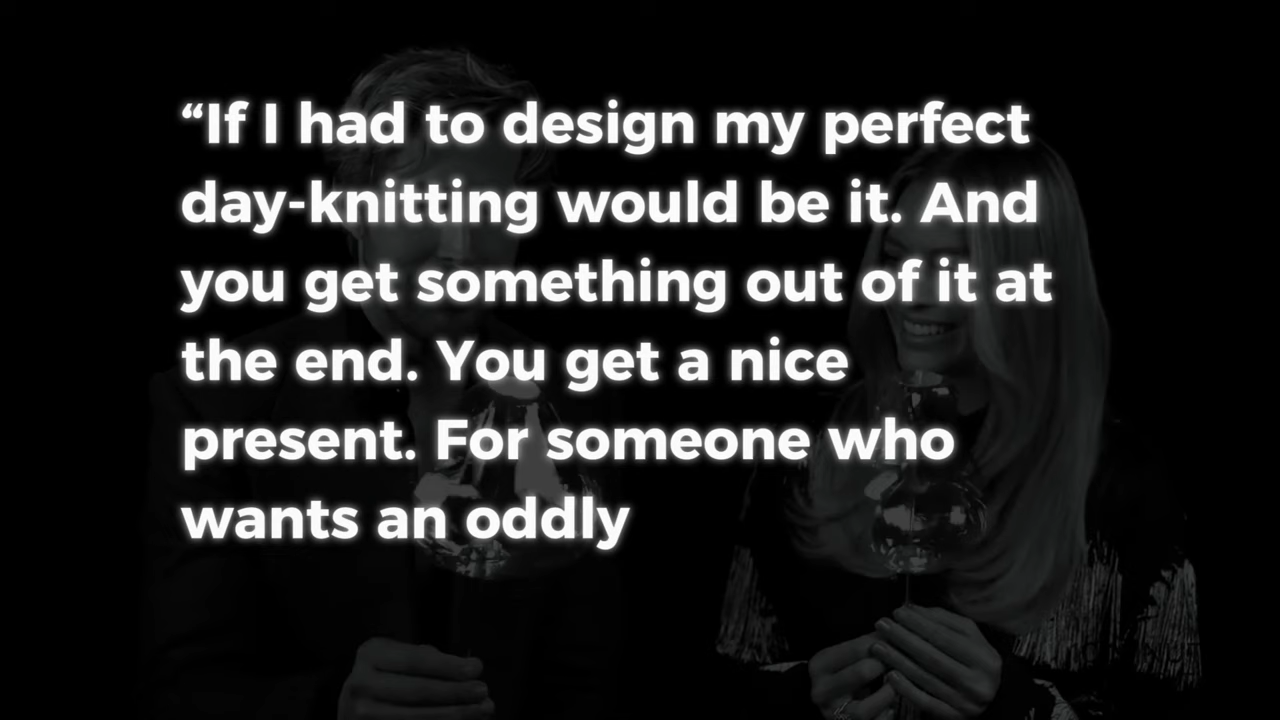 “If I had to design my perfect
day-knitting would be it. And
you get something out of it at
the end. You get a nice
present. For someone who
wants an oddly